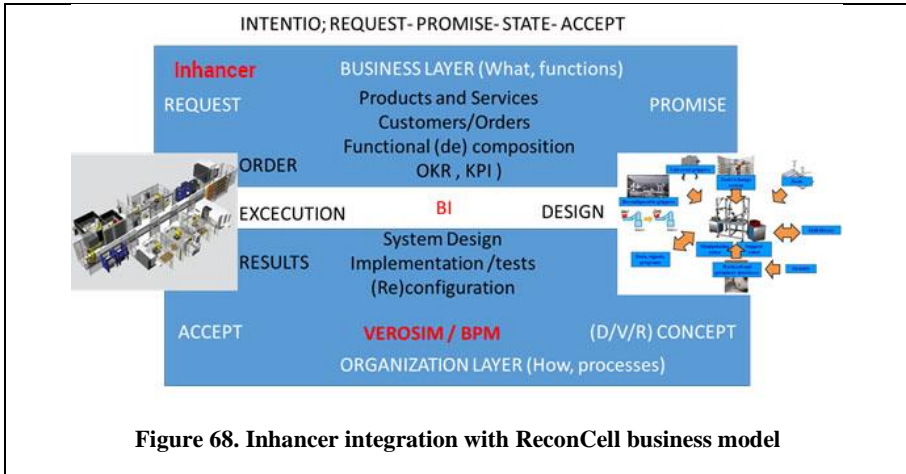 INTENTIO; REQUEST- PROMISE- STATE- ACCEPT
Inhancer
BUSINESS LAYER (What, functions)
REQUEST
Products and Services
PROMISE
Customers/Orders
Functional (de) composition
ORDER
OKR , KPI )
EXCECUTION
BI
DESIGN
System Design
RESULTS
Implementation /tests
(Re)configuration
ACCEPT
VEROSIM / BPM
(D/V/R) CONCEPT
ORGANIZATION LAYER (How, processes)
Figure 68. Inhancer integration with ReconCell business model